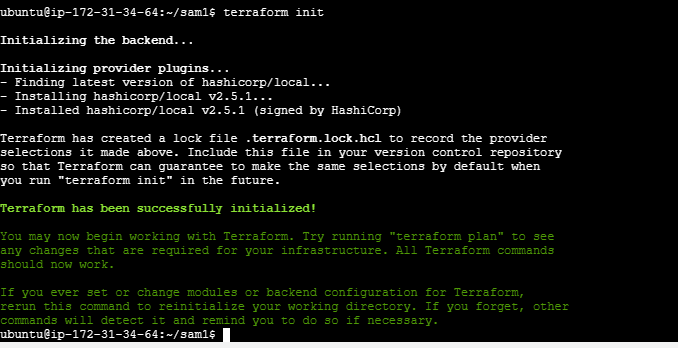 ubuntu@ip-172-31-34-64:~/sam1$ terraform init
Initializing the backend...
Initializing provider plugins...
- Finding latest version of hashicorp/local...
- Installing hashicorp/local v2.5.1...
- Installed hashicorp/local v2.5.1 (signed by HashiCorp)
Terraform has created a lock file .terraform.lock.hcl to record the provider
selections it made above. Include this file in your version control repository
so that Terraform can guarantee to make the same selections by default when
you run "terraform init" in the future.
Terraform has been successfully initialized!
You may now begin working with Terraform. Try running "terraform plan" to see
any changes that are required for your infrastructure. All Terraform commands
should now work.
If you ever set or change modules or backend configuration for Terraform,
rerun this command to reinitialize your working directory. If you forget, other
commands will detect it and remind you to do so if necessary.
ubuntu@ip-172-31-34-64:~/sam1$